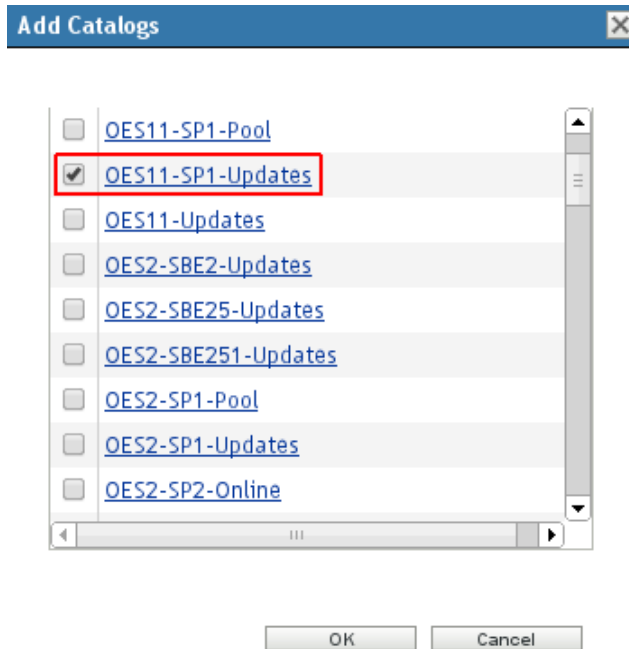 Add Catalogs
OES11-SP1-Pool
OES11-SP1-Updates
OES11-Updates
OES2-SBE2-Updates
OES2-SBE25-Updates
OES2-SBE251-Updates
OES2-SP1-Pool
OES2-SP1-Updates
OES2-SP2-Online
OK Cancel